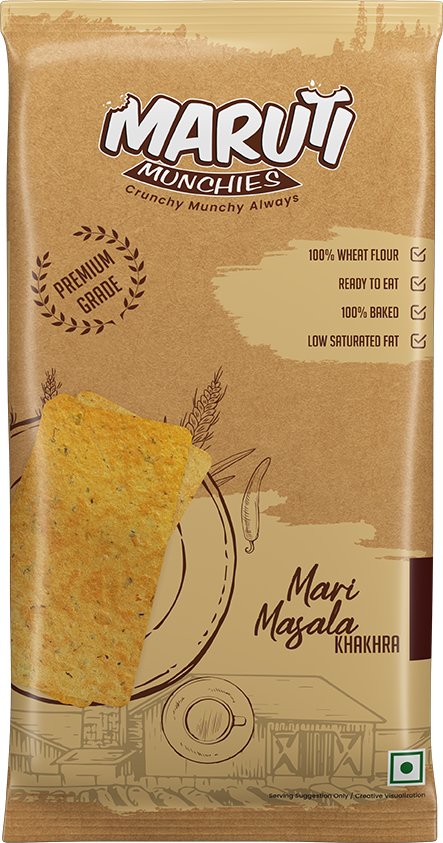 MARUTI
MUNCHIES
Crunchy Munchy Always
PREMIUM
GRADE
100% WHEAT FLOUR
READY TO EAT
100% BAKED
LOW SATURATED FAT
Mari
Masala
KHAKHRA
Serving Suggestion Only / Creative Visualization